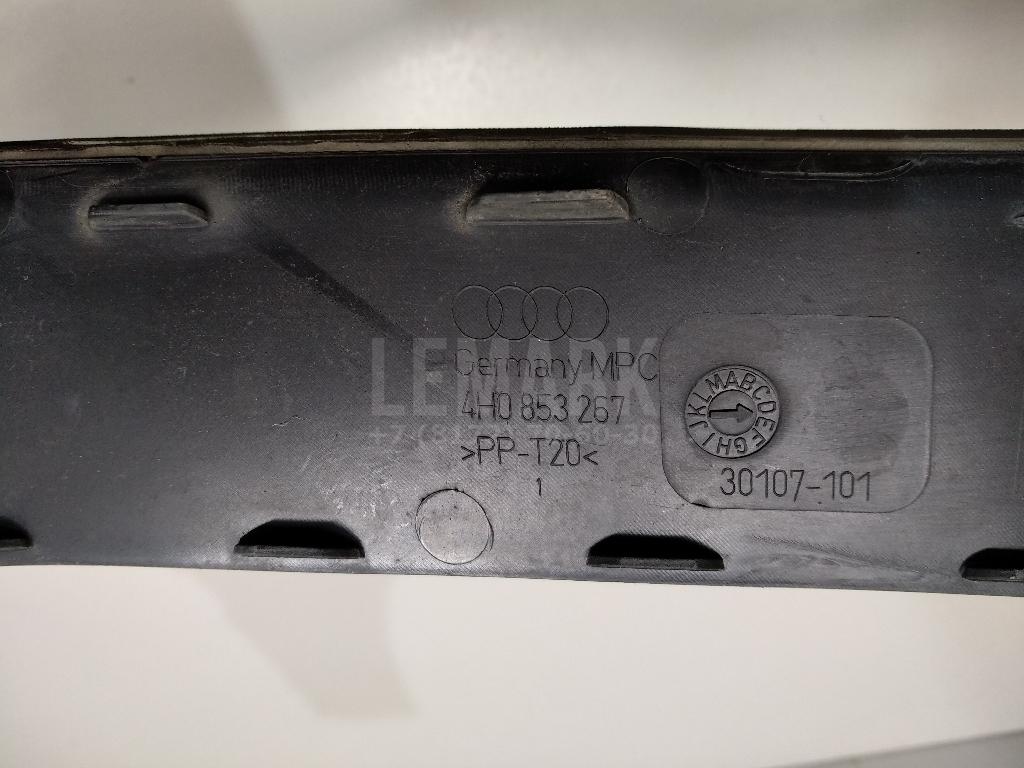 Germany MPC
4H0 853 267
>PP-T20<
1
JKLMABCDEFGHI
30107-101
LEMARK